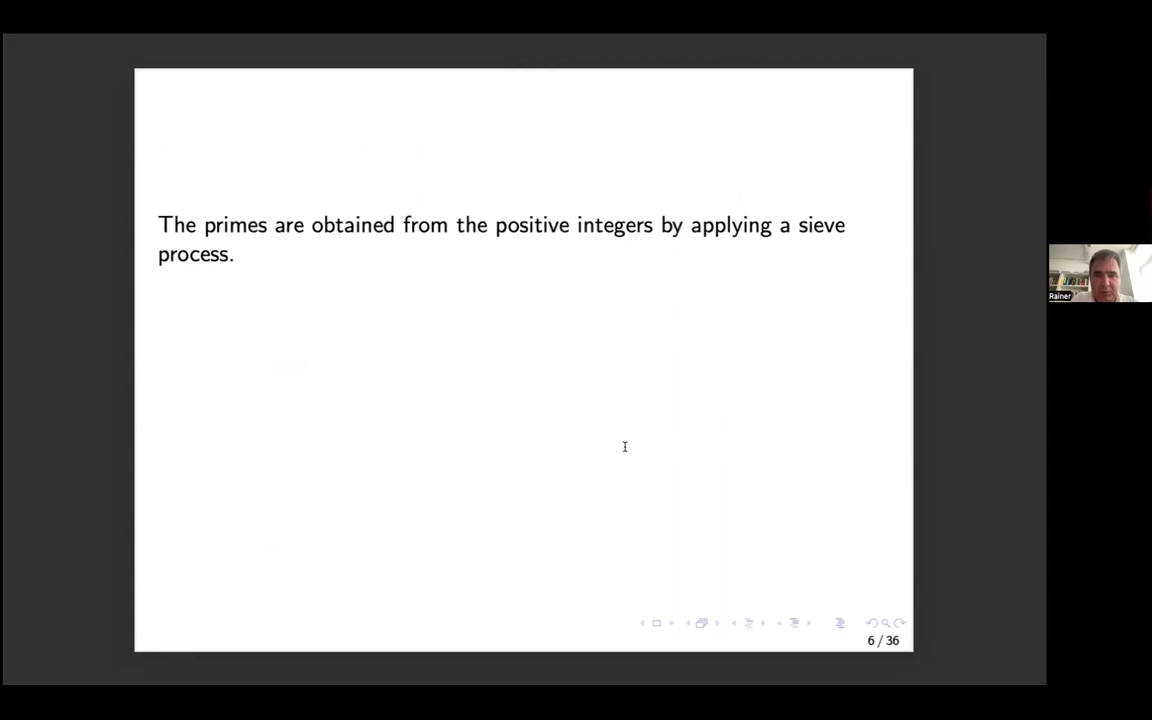 The primes are obtained from the positive integers by applying a sieve
process.
Rainer
6 / 36